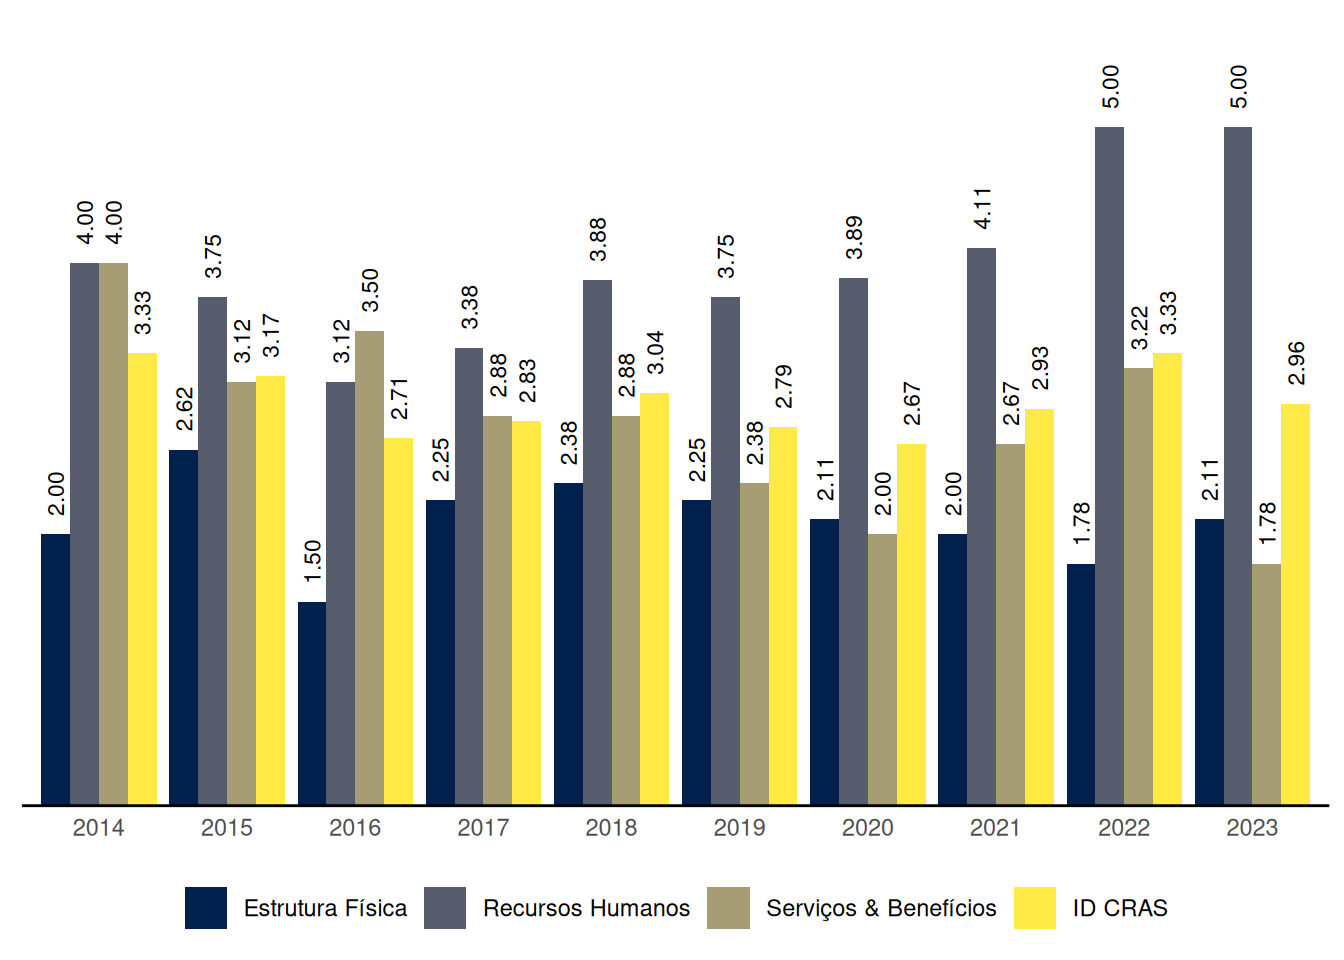 2.00 4.00 4.00 3.33
2.62 3.75 3.12 3.17
1.50 3.12 3.50 2.71
2.25 3.38 2.88 2.83
2.38 3.88 2.88 3.04
2.25 3.75 2.38 2.79
2.11 3.89 2.00 2.67
2.00 4.11 2.67 2.93
1.78 5.00 3.22 3.33
2.11 5.00 1.78 2.96
2014 2015 2016 2017 2018 2019 2020 2021 2022 2023
Estrutura Física Recursos Humanos Serviços & Benefícios ID CRAS